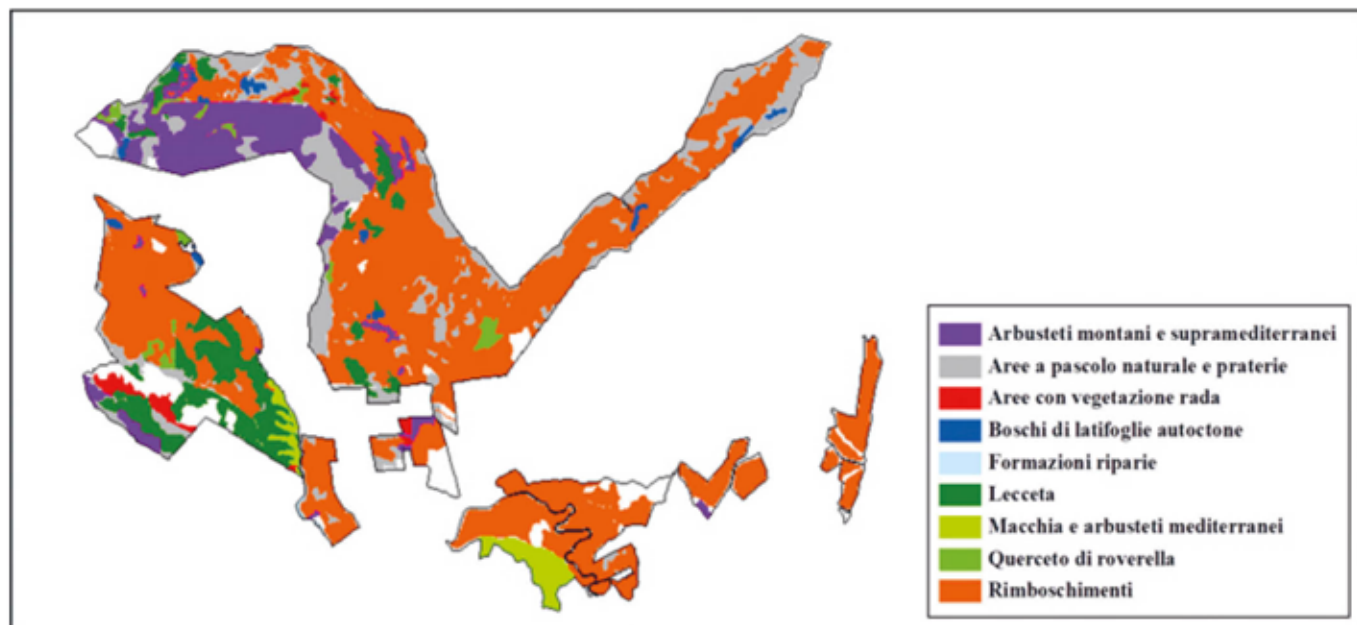 Arbusteti montani e supramediterranei
Aree a pascolo naturale e praterie
Aree con vegetazione rada
Boschi di latifoglie autoctone
Formazioni riparie
Lecceta
Macchia e arbusteti mediterranei
Querceto di roverella
Rimboschimenti